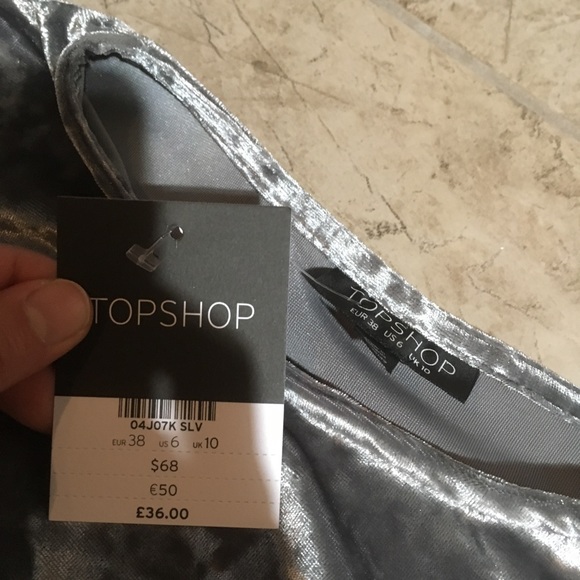 TOPSHOP
04J07K SLV
EUR 38 US 6 UK 10
$68
€50
£36.00
TOPSHOP
EUR 38 US 6 UK 10